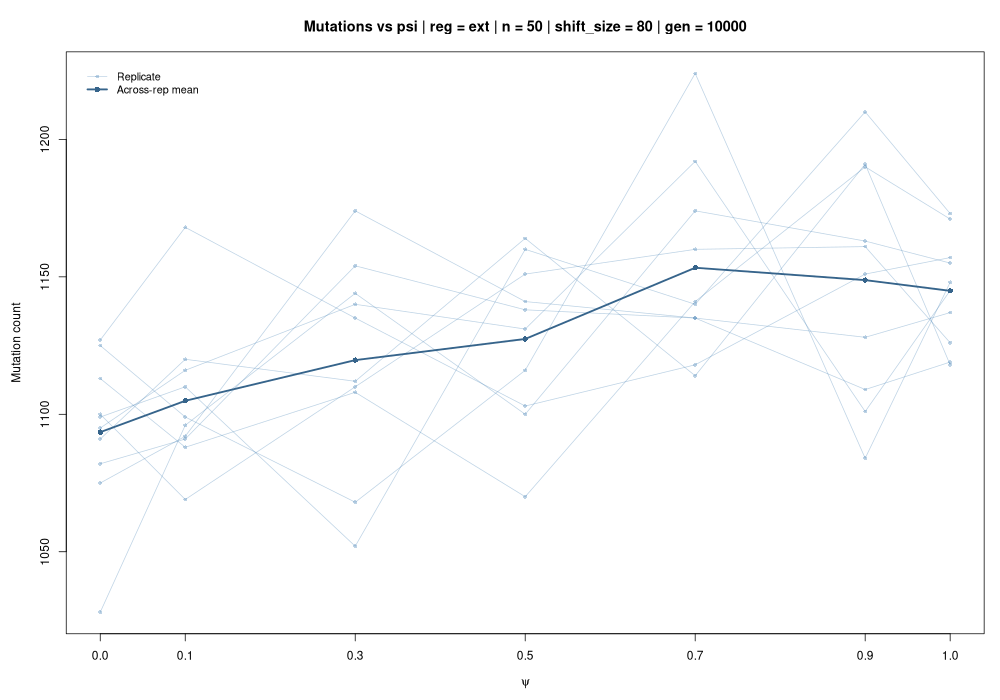 Mutations vs psi | reg = ext | n = 50 | shift_size = 80 | gen = 10000
Replicate
Across-rep mean
Mutation count
1200
1150
1100
1050
0.0 0.1 0.3 0.5 0.7 0.9 1.0
ψ